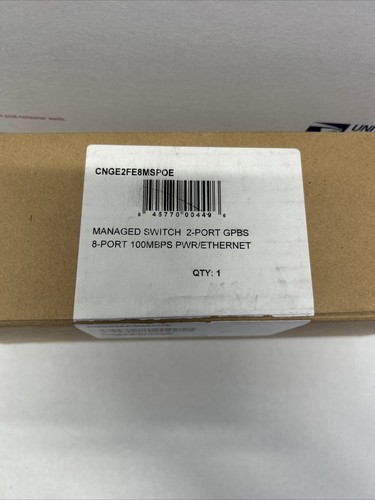 CNGE2FE8MSPOE
8 45770 00449 6
MANAGED SWITCH 2-PORT GPBS
8-PORT 100MBPS PWR/ETHERNET
QTY: 1